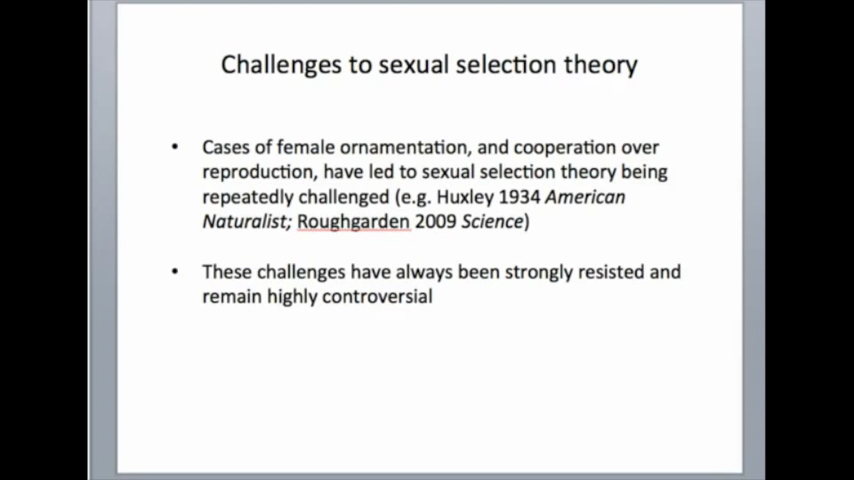 Challenges to sexual selection theory
• Cases of female ornamentation, and cooperation over
reproduction, have led to sexual selection theory being
repeatedly challenged (e.g. Huxley 1934 American
Naturalist; Roughgarden 2009 Science)
• These challenges have always been strongly resisted and
remain highly controversial